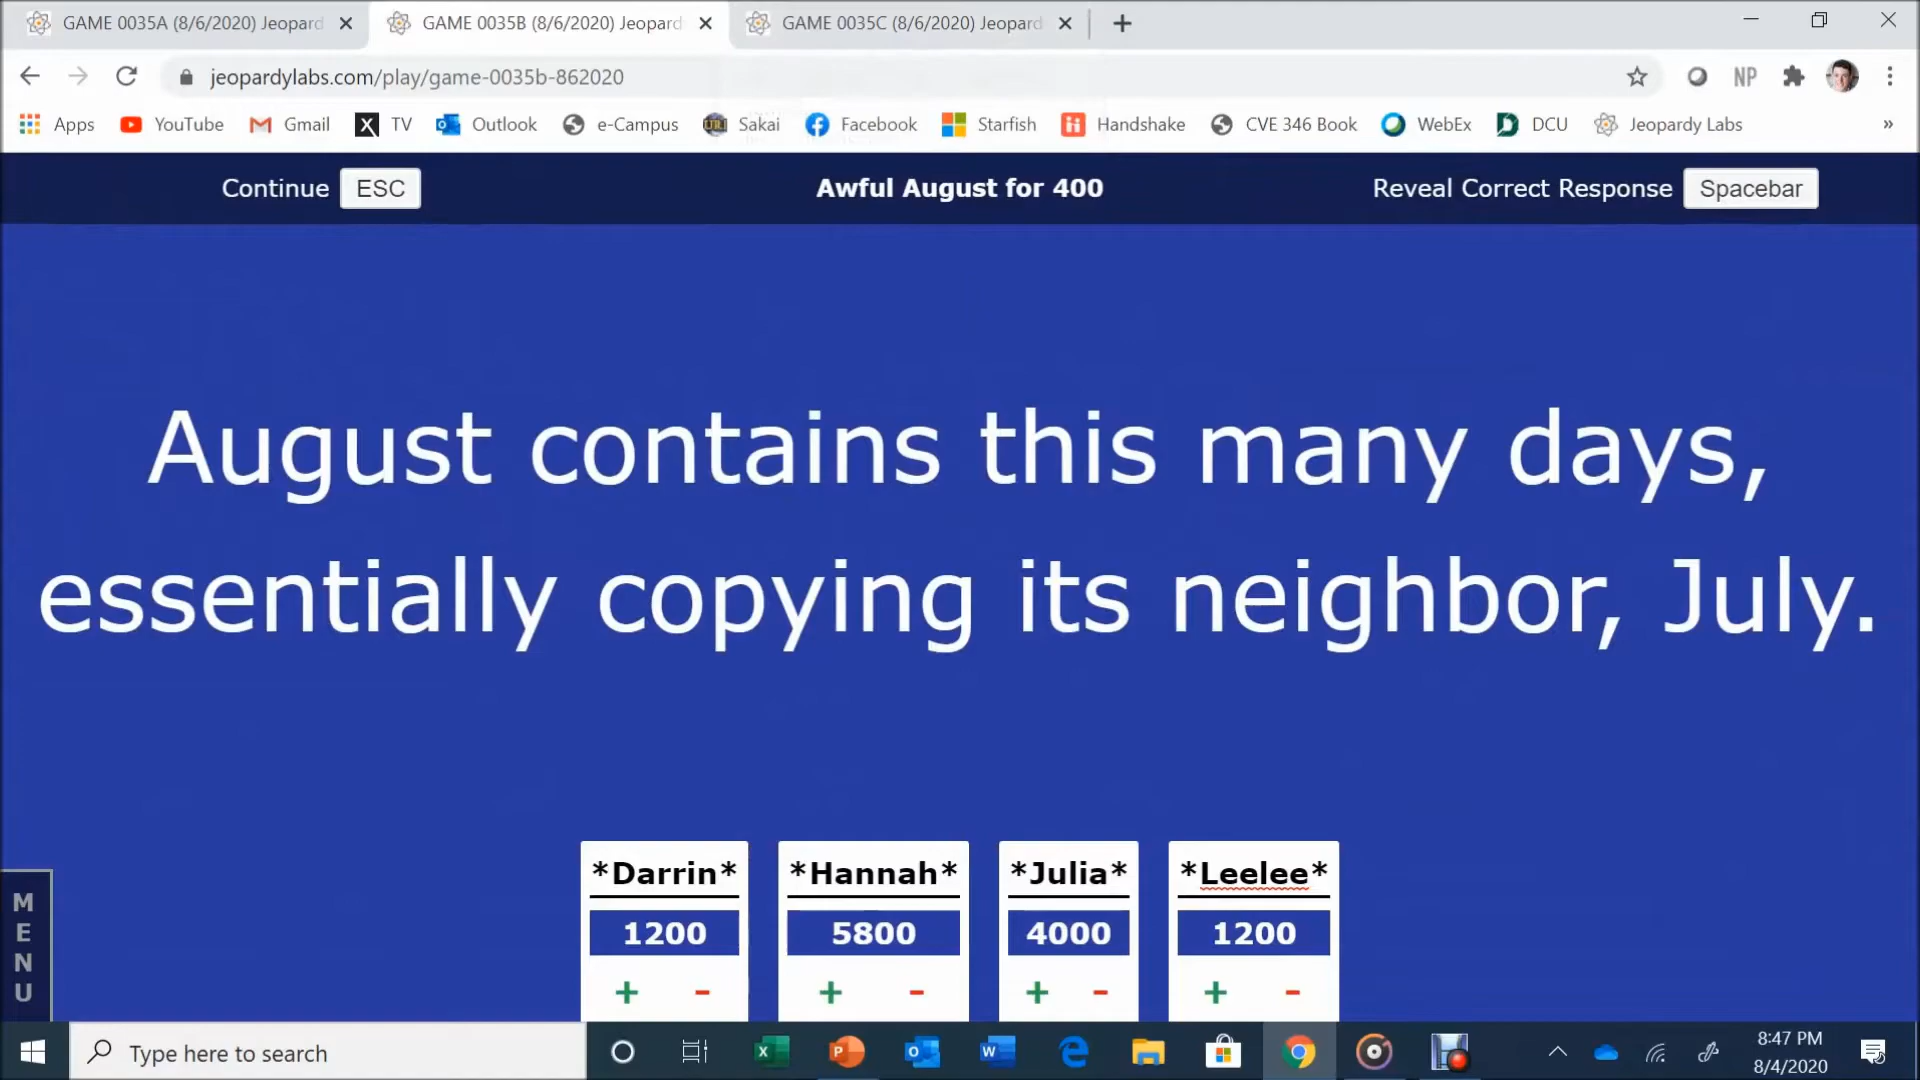 GAME 0035A (8/6/2020) Jeopard
GAME 0035B (8/6/2020) Jeopard
GAME 0035C (8/6/2020) Jeopard
jeopardylabs.com/play/game-0035b-862020
NP
Apps YouTube Gmail X TV Outlook e-Campus Sakai Facebook Starfish Handshake CVE 346 Book WebEx DCU Jeopardy Labs »
Continue ESC Awful August for 400 Reveal Correct Response Spacebar
August contains this many days,
essentially copying its neighbor, July.
*Darrin* *Hannah* *Julia* *Leelee*
1200 5800 4000 1200
+ - + - + - + -
MENU
Type here to search
8:47 PM
8/4/2020